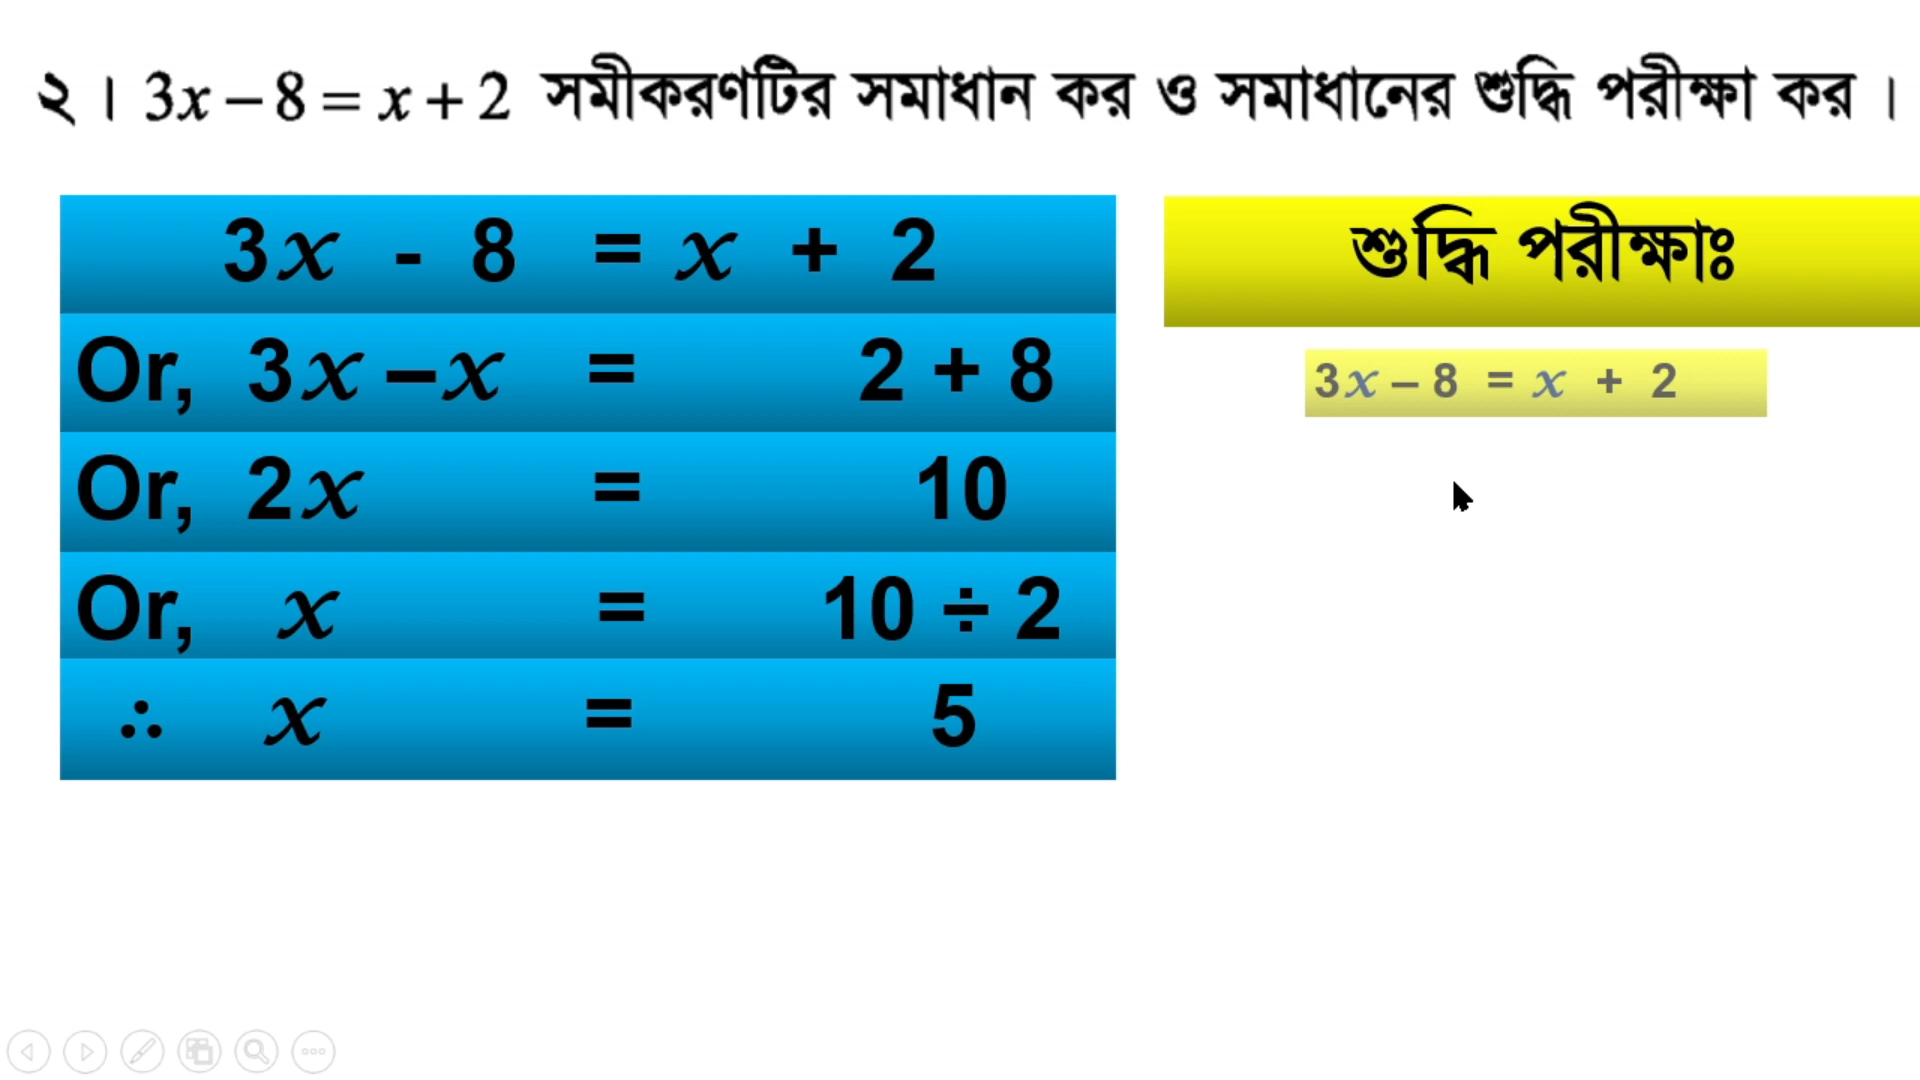 ২। 3x – 8 = x + 2 সমীকরণটির সমাধান কর ও সমাধানের শুদ্ধি পরীক্ষা কর।
3x - 8 = x + 2
Or, 3x – x = 2 + 8
Or, 2x = 10
Or, x = 10 ÷ 2
∴ x = 5
শুদ্ধি পরীক্ষাঃ
3x – 8 = x + 2